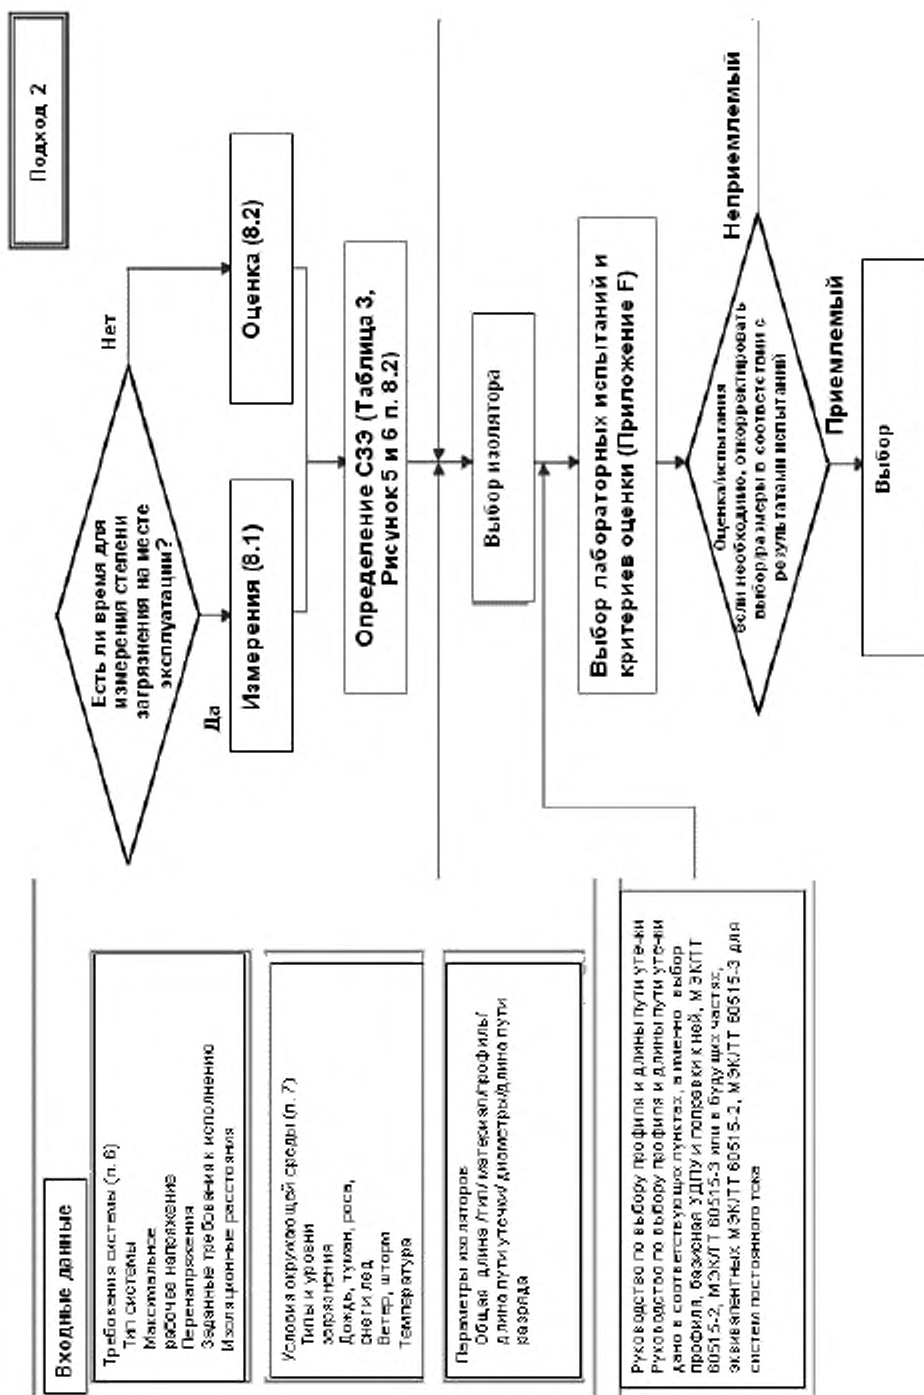 Подход 2
Входные данные
Требования системы (п. 6)
Тип системы
Максимальное
рабочее напряжение
Перенапряжения
Заданные требования к исполнению
Изоляционные расстояния
Условия окружающей среды (п. 7)
Типы и уровни
загрязнения
Дождь, туман, роса,
снег и лед
Ветер, шторм
Температура
Параметры изоляторов
Общая длина /тип/ материал/профиль/
длина пути утечки/ диаметры/длина пути
разряда
Руководство по выбору профиля и длины пути утечки
Руководство по выбору профиля и длины пути утечки
дано в соответствующих пунктах, а именно выбор
профиля, базисная УДПУ и поправки к ней, МЭК/ТТ
60515-2, МЭК/ТТ 60515-3 или в будущих частях,
эквивалентных МЭК/ТТ 60515-2, МЭК/ТТ 60515-3 для
систем постоянного тока
Есть ли время для
измерения степени
загрязнения на месте
эксплуатации?
Нет
Да
Измерения (8.1)
Оценка (8.2)
Определение СЗЭ (Таблица 3,
Рисунок 5 и 6 п. 8.2)
Выбор изолятора
Выбор лабораторных испытаний и
критериев оценки (Приложение F)
Оценка/испытания
если необходимо, откорректировать
выбор/размеры в соответствии с
результатами испытаний
Неприемлемый
Приемлемый
Выбор